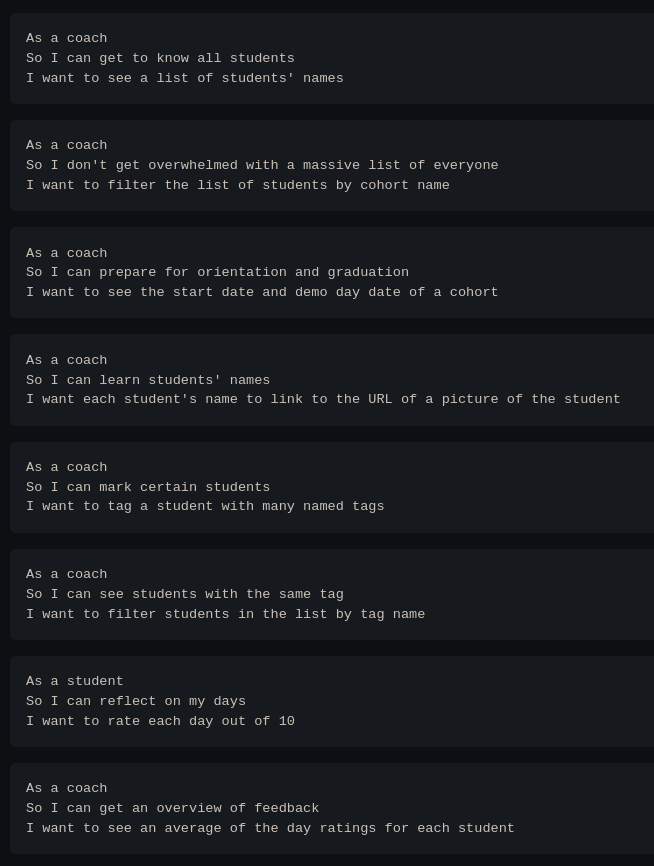 As a coach
So I can get to know all students
I want to see a list of students' names
As a coach
So I don't get overwhelmed with a massive list of everyone
I want to filter the list of students by cohort name
As a coach
So I can prepare for orientation and graduation
I want to see the start date and demo day date of a cohort
As a coach
So I can learn students' names
I want each student's name to link to the URL of a picture of the student
As a coach
So I can mark certain students
I want to tag a student with many named tags
As a coach
So I can see students with the same tag
I want to filter students in the list by tag name
As a student
So I can reflect on my days
I want to rate each day out of 10
As a coach
So I can get an overview of feedback
I want to see an average of the day ratings for each student